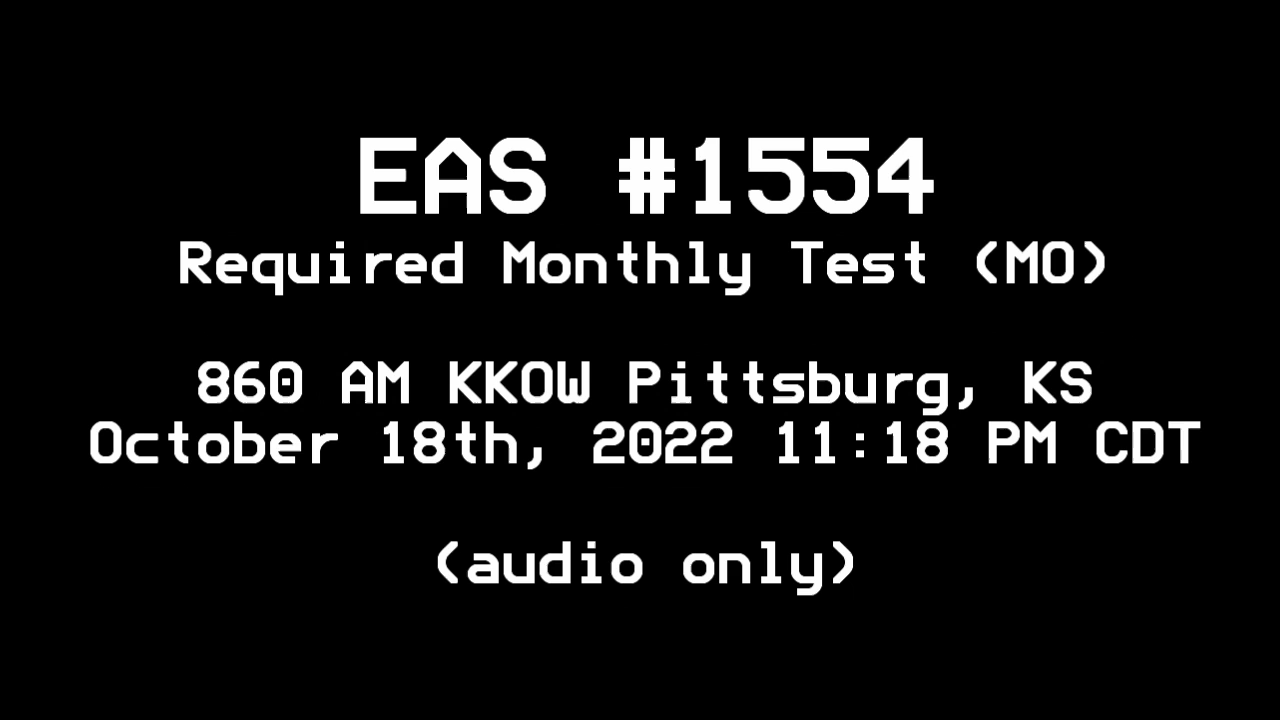 EAS #1554
Required Monthly Test (MO)
860 AM KKOW Pittsburg, KS
October 18th, 2022 11:18 PM CDT
(audio only)